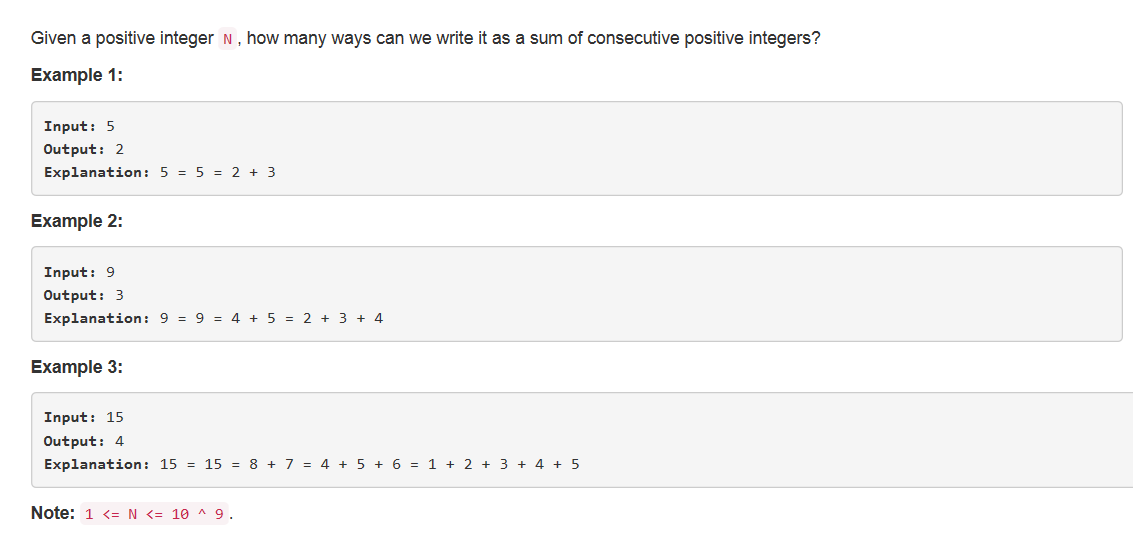 Given a positive integer N, how many ways can we write it as a sum of consecutive positive integers?
Example 1:
Input: 5
Output: 2
Explanation: 5 = 5 = 2 + 3
Example 2:
Input: 9
Output: 3
Explanation: 9 = 9 = 4 + 5 = 2 + 3 + 4
Example 3:
Input: 15
Output: 4
Explanation: 15 = 15 = 8 + 7 = 4 + 5 + 6 = 1 + 2 + 3 + 4 + 5
Note: 1 <= N <= 10 ^ 9.